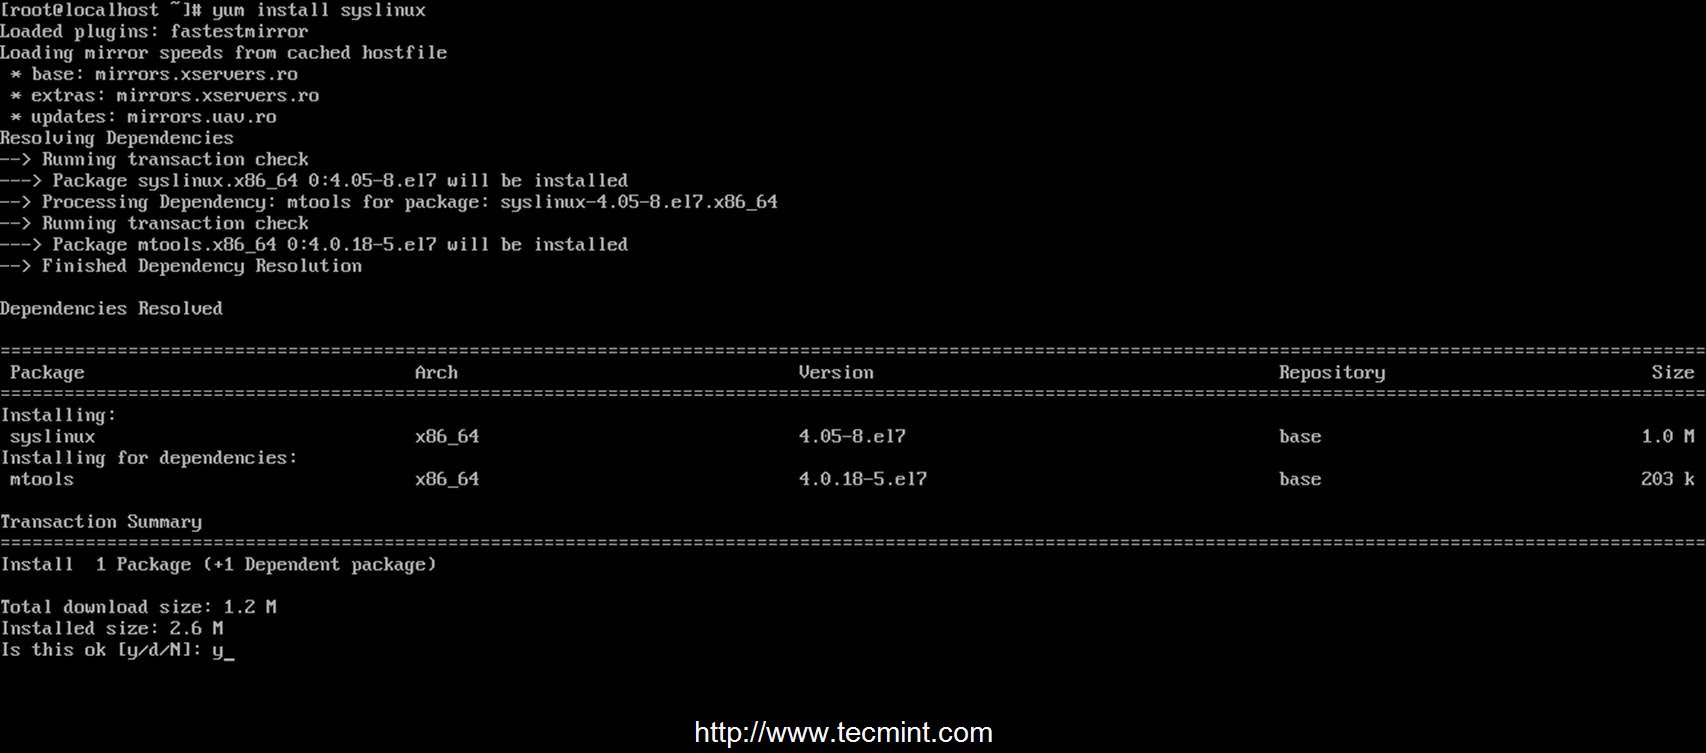 [root@localhost ~]# yum install syslinux
Loaded plugins: fastestmirror
Loading mirror speeds from cached hostfile
 * base: mirrors.xservers.ro
 * extras: mirrors.xservers.ro
 * updates: mirrors.uav.ro
Resolving Dependencies
--> Running transaction check
---> Package syslinux.x86_64 0:4.05-8.el7 will be installed
--> Processing Dependency: mtools for package: syslinux-4.05-8.el7.x86_64
--> Running transaction check
---> Package mtools.x86_64 0:4.0.18-5.el7 will be installed
--> Finished Dependency Resolution
Dependencies Resolved
Package Arch Version Repository Size
Installing:
 syslinux x86_64 4.05-8.el7 base 1.0 M
Installing for dependencies:
 mtools x86_64 4.0.18-5.el7 base 203 k
Transaction Summary
Install  1 Package (+1 Dependent package)
Total download size: 1.2 M
Installed size: 2.6 M
Is this ok [y/d/N]: y_
http://www.tecmint.com